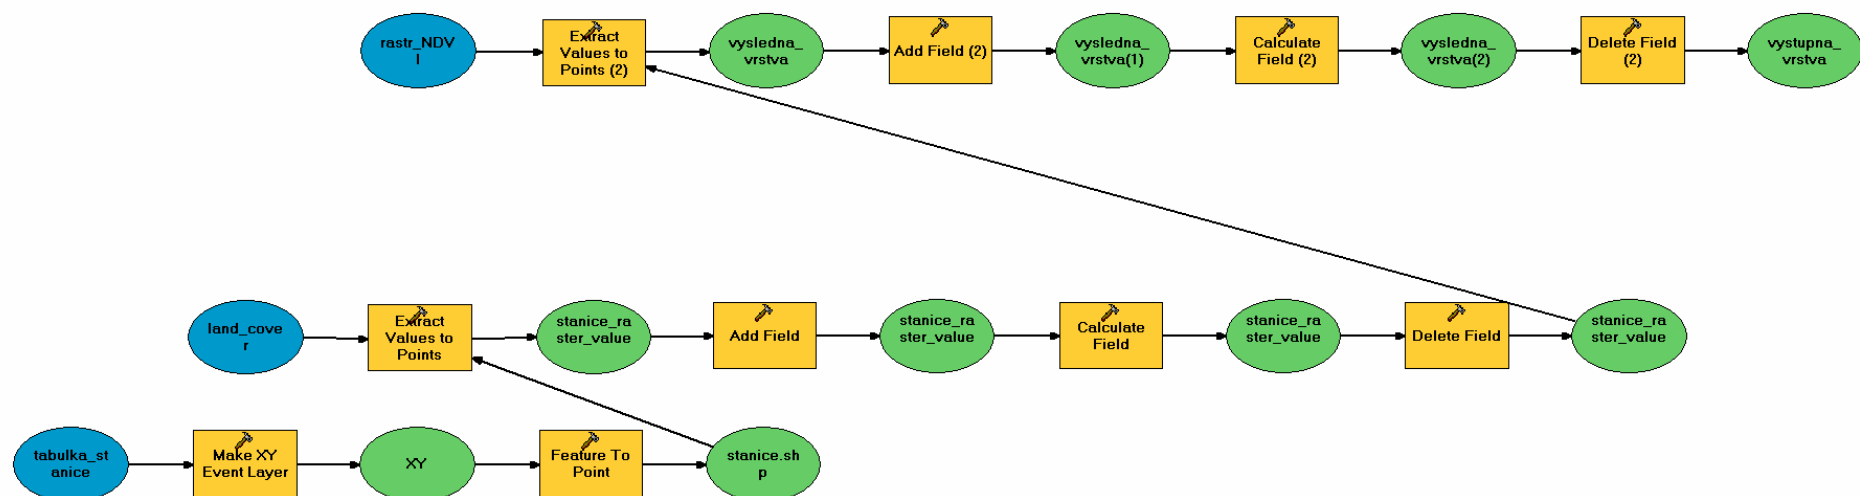 rastr_NDV
I
Extract
Values to
Points (2)
vysledna_
vrstva
Add Field (2)
vysledna_
vrstva(1)
Calculate
Field (2)
vysledna_
vrstva(2)
Delete Field
(2)
vystupna_
vrstva
land_cove
r
Extract
Values to
Points
stanice_ra
ster_value
Add Field
stanice_ra
ster_value
Calculate
Field
stanice_ra
ster_value
Delete Field
stanice_ra
ster_value
tabulka_st
anice
Make XY
Event Layer
XY
Feature To
Point
stanice.sh
p